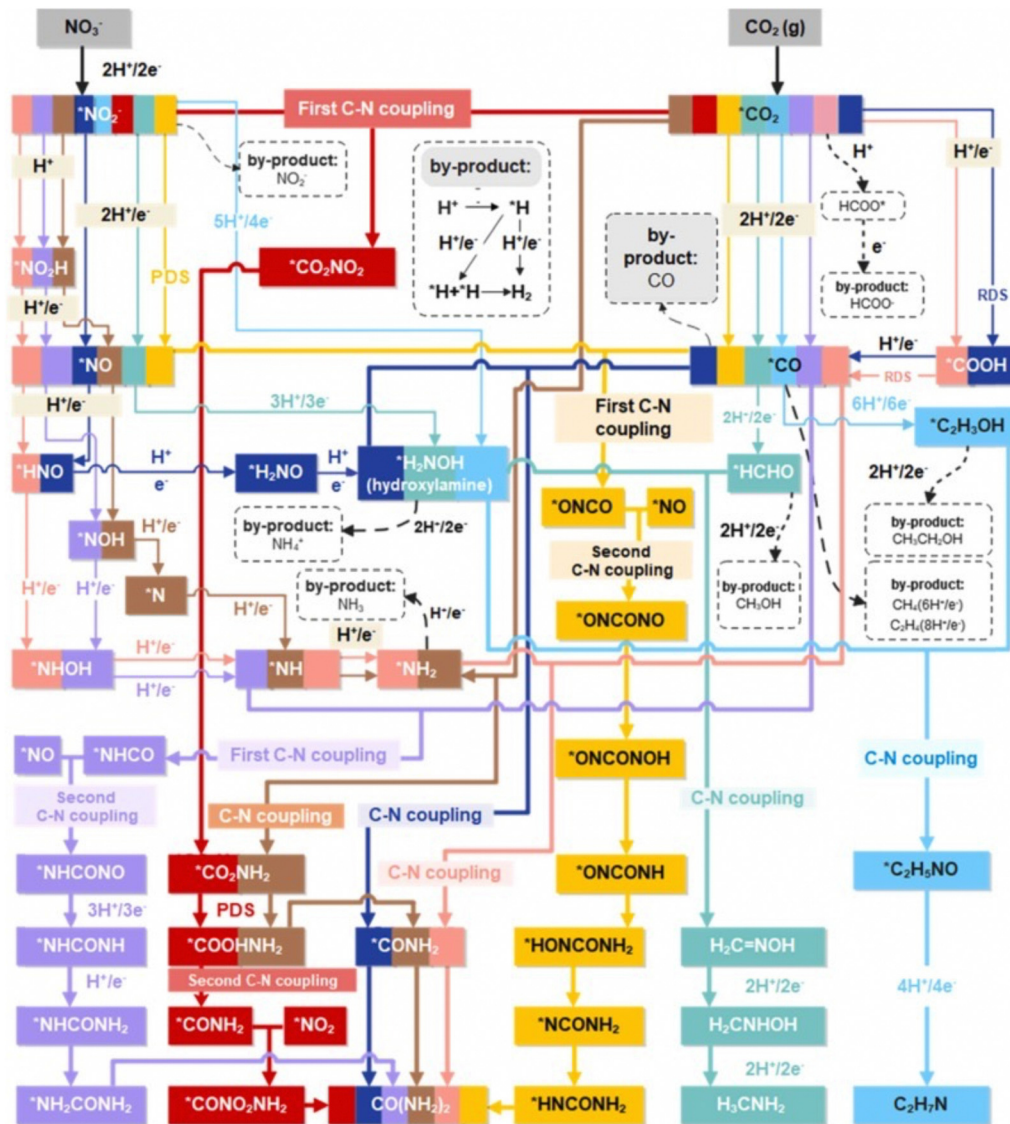 NO₃⁻
CO₂ (g)
2H⁺/2e⁻
*NO₂⁻
First C-N coupling
*CO₂
H⁺
by-product:
NO₂⁻
by-product:
H⁺
*H
H⁺/e⁻
H⁺/e⁻
*H+*H
H₂
H⁺
H⁺/e⁻
2H⁺/e⁻
5H⁺/4e⁻
2H⁺/2e⁻
HCOO*
e⁻
by-product:
HCOO⁻
by-
product:
CO
*NO₂H
*CO₂NO₂
PDS
RDS
H⁺/e⁻
*NO
*CO
H⁺/e⁻
RDS
*COOH
H⁺/e⁻
3H⁺/3e⁻
First C-N
coupling
2H⁻/2e⁻
6H⁺/6e⁻
*C₂H₃OH
*HNO
H⁺
e⁻
*H₂NO
H⁺
e⁻
*H₂NOH
(hydroxylamine)
*HCHO
2H⁺/2e⁻
*ONCO
*NO
by-product:
NH₄⁺
2H⁻/2e⁻
2H⁺/2e⁻
by-product:
CH₃CH₂OH
*NOH
H⁺/e⁻
Second
C-N coupling
by-product:
CH₃OH
by-product:
CH₄(6H⁺/e⁻)
C₂H₄(8H⁺/e⁻)
H⁺/e⁻
H⁺/e⁻
*N
by-product:
NH₃
H⁺/e⁻
H⁺/e⁻
H⁺/e⁻
*ONCONO
*NHOH
H⁺/e⁻
H⁺/e⁻
*NH
*NH₂
*NO
*NHCO
First C-N coupling
*ONCONOH
C-N coupling
Second
C-N coupling
C-N coupling
C-N coupling
C-N coupling
*NHCONO
*CO₂NH₂
C-N coupling
*ONCONH
*C₂H₅NO
3H⁺/3e⁻
PDS
*NHCONH
*COOHNH₂
*CONH₂
*HONCONH₂
H₂C=NOH
H⁺/e⁻
Second C-N coupling
2H⁺/2e⁻
4H⁺/4e⁻
*NHCONH₂
*CONH₂
*NO₂
*NCONH₂
H₂CNHOH
2H⁺/2e⁻
*NH₂CONH₂
*CONO₂NH₂
CO(NH₂)₂
*HNCONH₂
H₃CNH₂
C₂H₇N